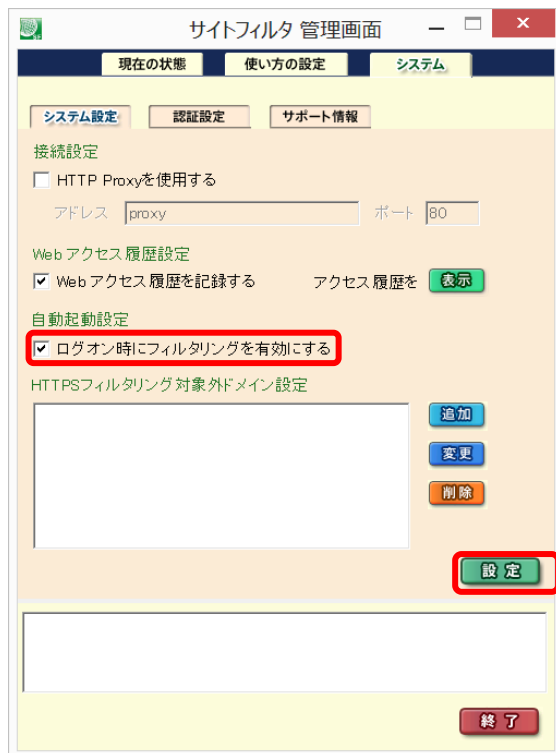 サイトフィルタ 管理画面
現在の状態 使い方の設定 システム
システム設定 認証設定 サポート情報
接続設定
HTTP Proxyを使用する
アドレス proxy ポート 80
Web アクセス履歴設定
Web アクセス履歴を記録する アクセス履歴を 表示
自動起動設定
ログオン時にフィルタリングを有効にする
HTTPSフィルタリング対象外ドメイン設定
追加
変更
削除
設 定
終 了